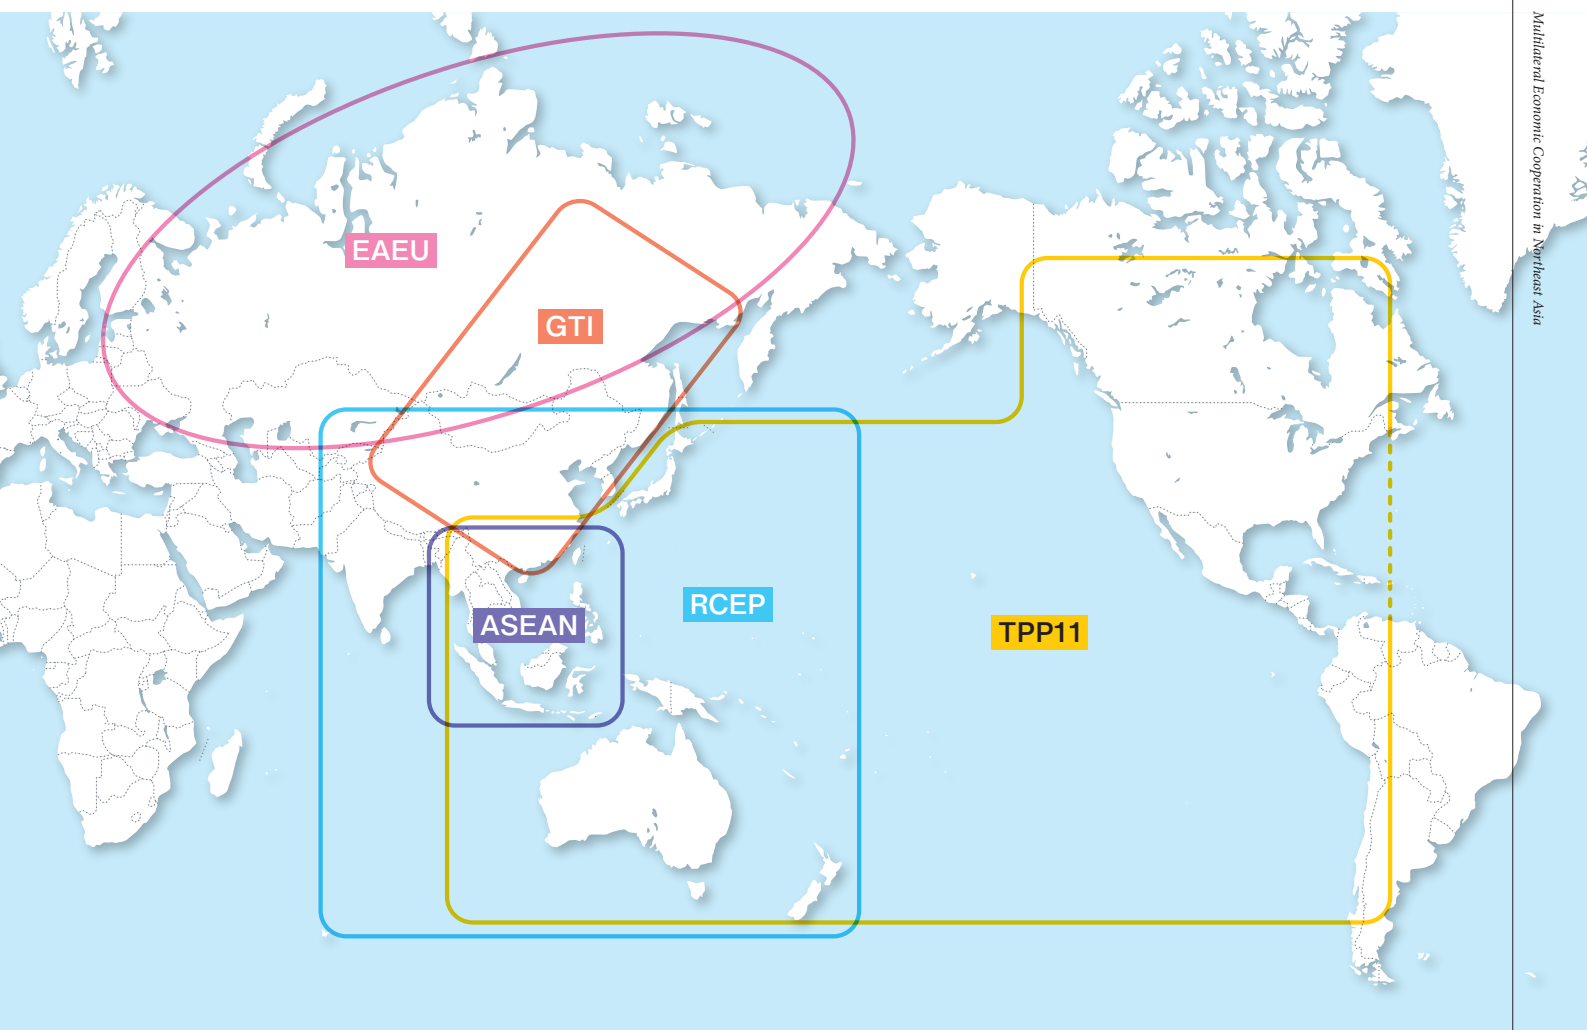 Multilateral Economic Cooperation in Northeast Asia
EAEU
GTI
RCEP
ASEAN
TPP11